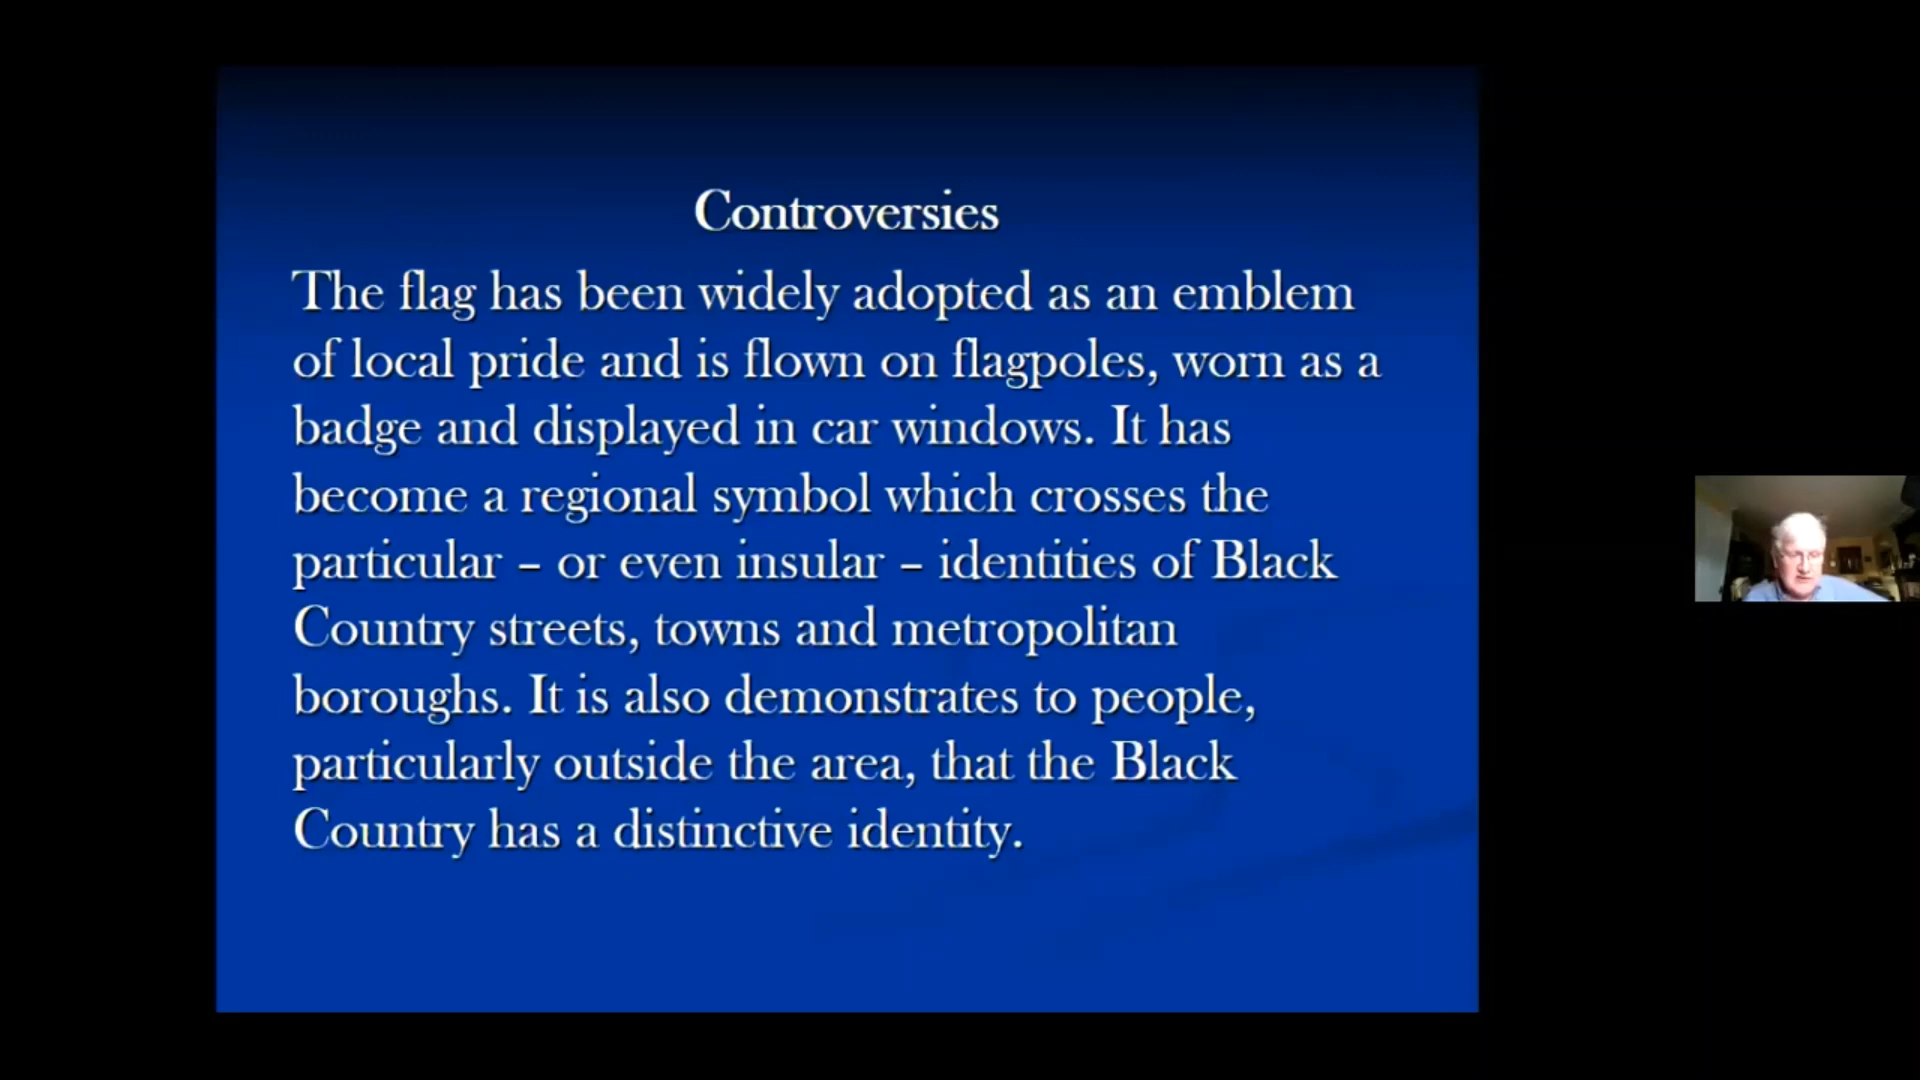 Controversies
The flag has been widely adopted as an emblem
of local pride and is flown on flagpoles, worn as a
badge and displayed in car windows. It has
become a regional symbol which crosses the
particular – or even insular – identities of Black
Country streets, towns and metropolitan
boroughs. It is also demonstrates to people,
particularly outside the area, that the Black
Country has a distinctive identity.